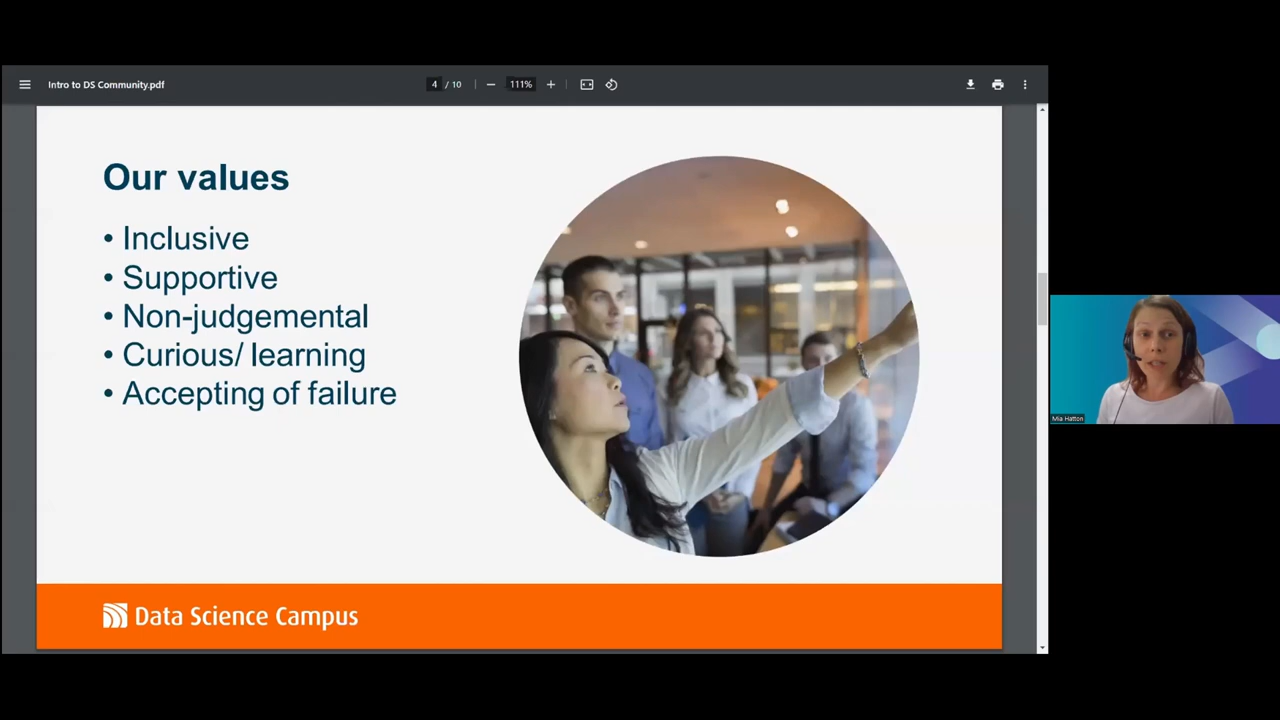 Intro to DS Community.pdf
4 / 10
111%
Our values
• Inclusive
• Supportive
• Non-judgemental
• Curious/ learning
• Accepting of failure
Data Science Campus
Mia Hatton